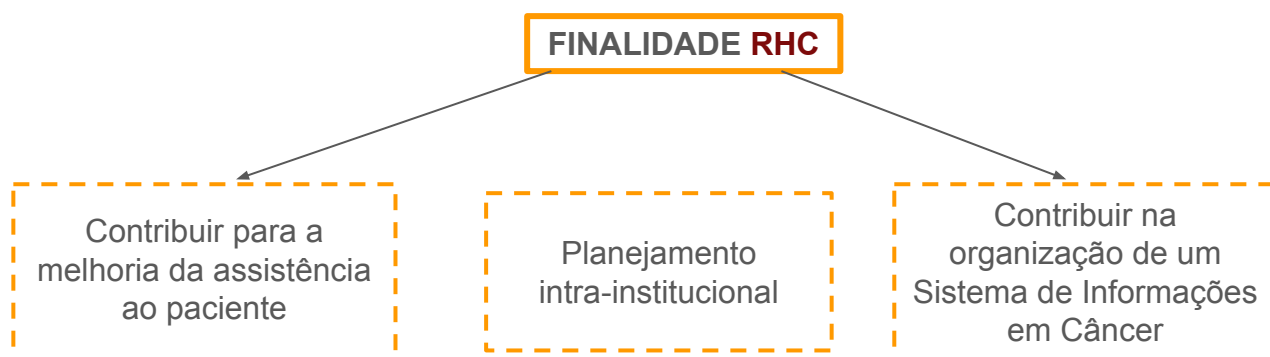 FINALIDADE RHC
Contribuir para a
melhoria da assistência
ao paciente
Planejamento
intra-institucional
Contribuir na
organização de um
Sistema de Informações
em Câncer